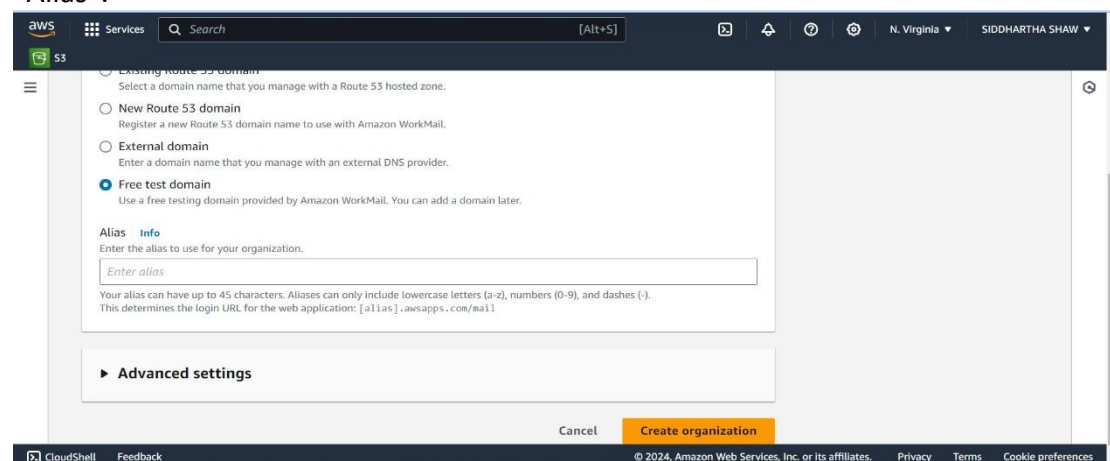 "Alias".
aws
Services
Search
[Alt+S]
N. Virginia
SIDDHARTHA SHAW
S3
Existing Route 53 domain
Select a domain name that you manage with a Route 53 hosted zone.
New Route 53 domain
Register a new Route 53 domain name to use with Amazon WorkMail.
External domain
Enter a domain name that you manage with an external DNS provider.
Free test domain
Use a free testing domain provided by Amazon WorkMail. You can add a domain later.
Alias Info
Enter the alias to use for your organization.
Enter alias
Your alias can have up to 45 characters. Aliases can only include lowercase letters (a-z), numbers (0-9), and dashes (-).
This determines the login URL for the web application: [alias].awsapps.com/mail
Advanced settings
Cancel
Create organization
CloudShell Feedback
© 2024, Amazon Web Services, Inc. or its affiliates. Privacy Terms Cookie preferences